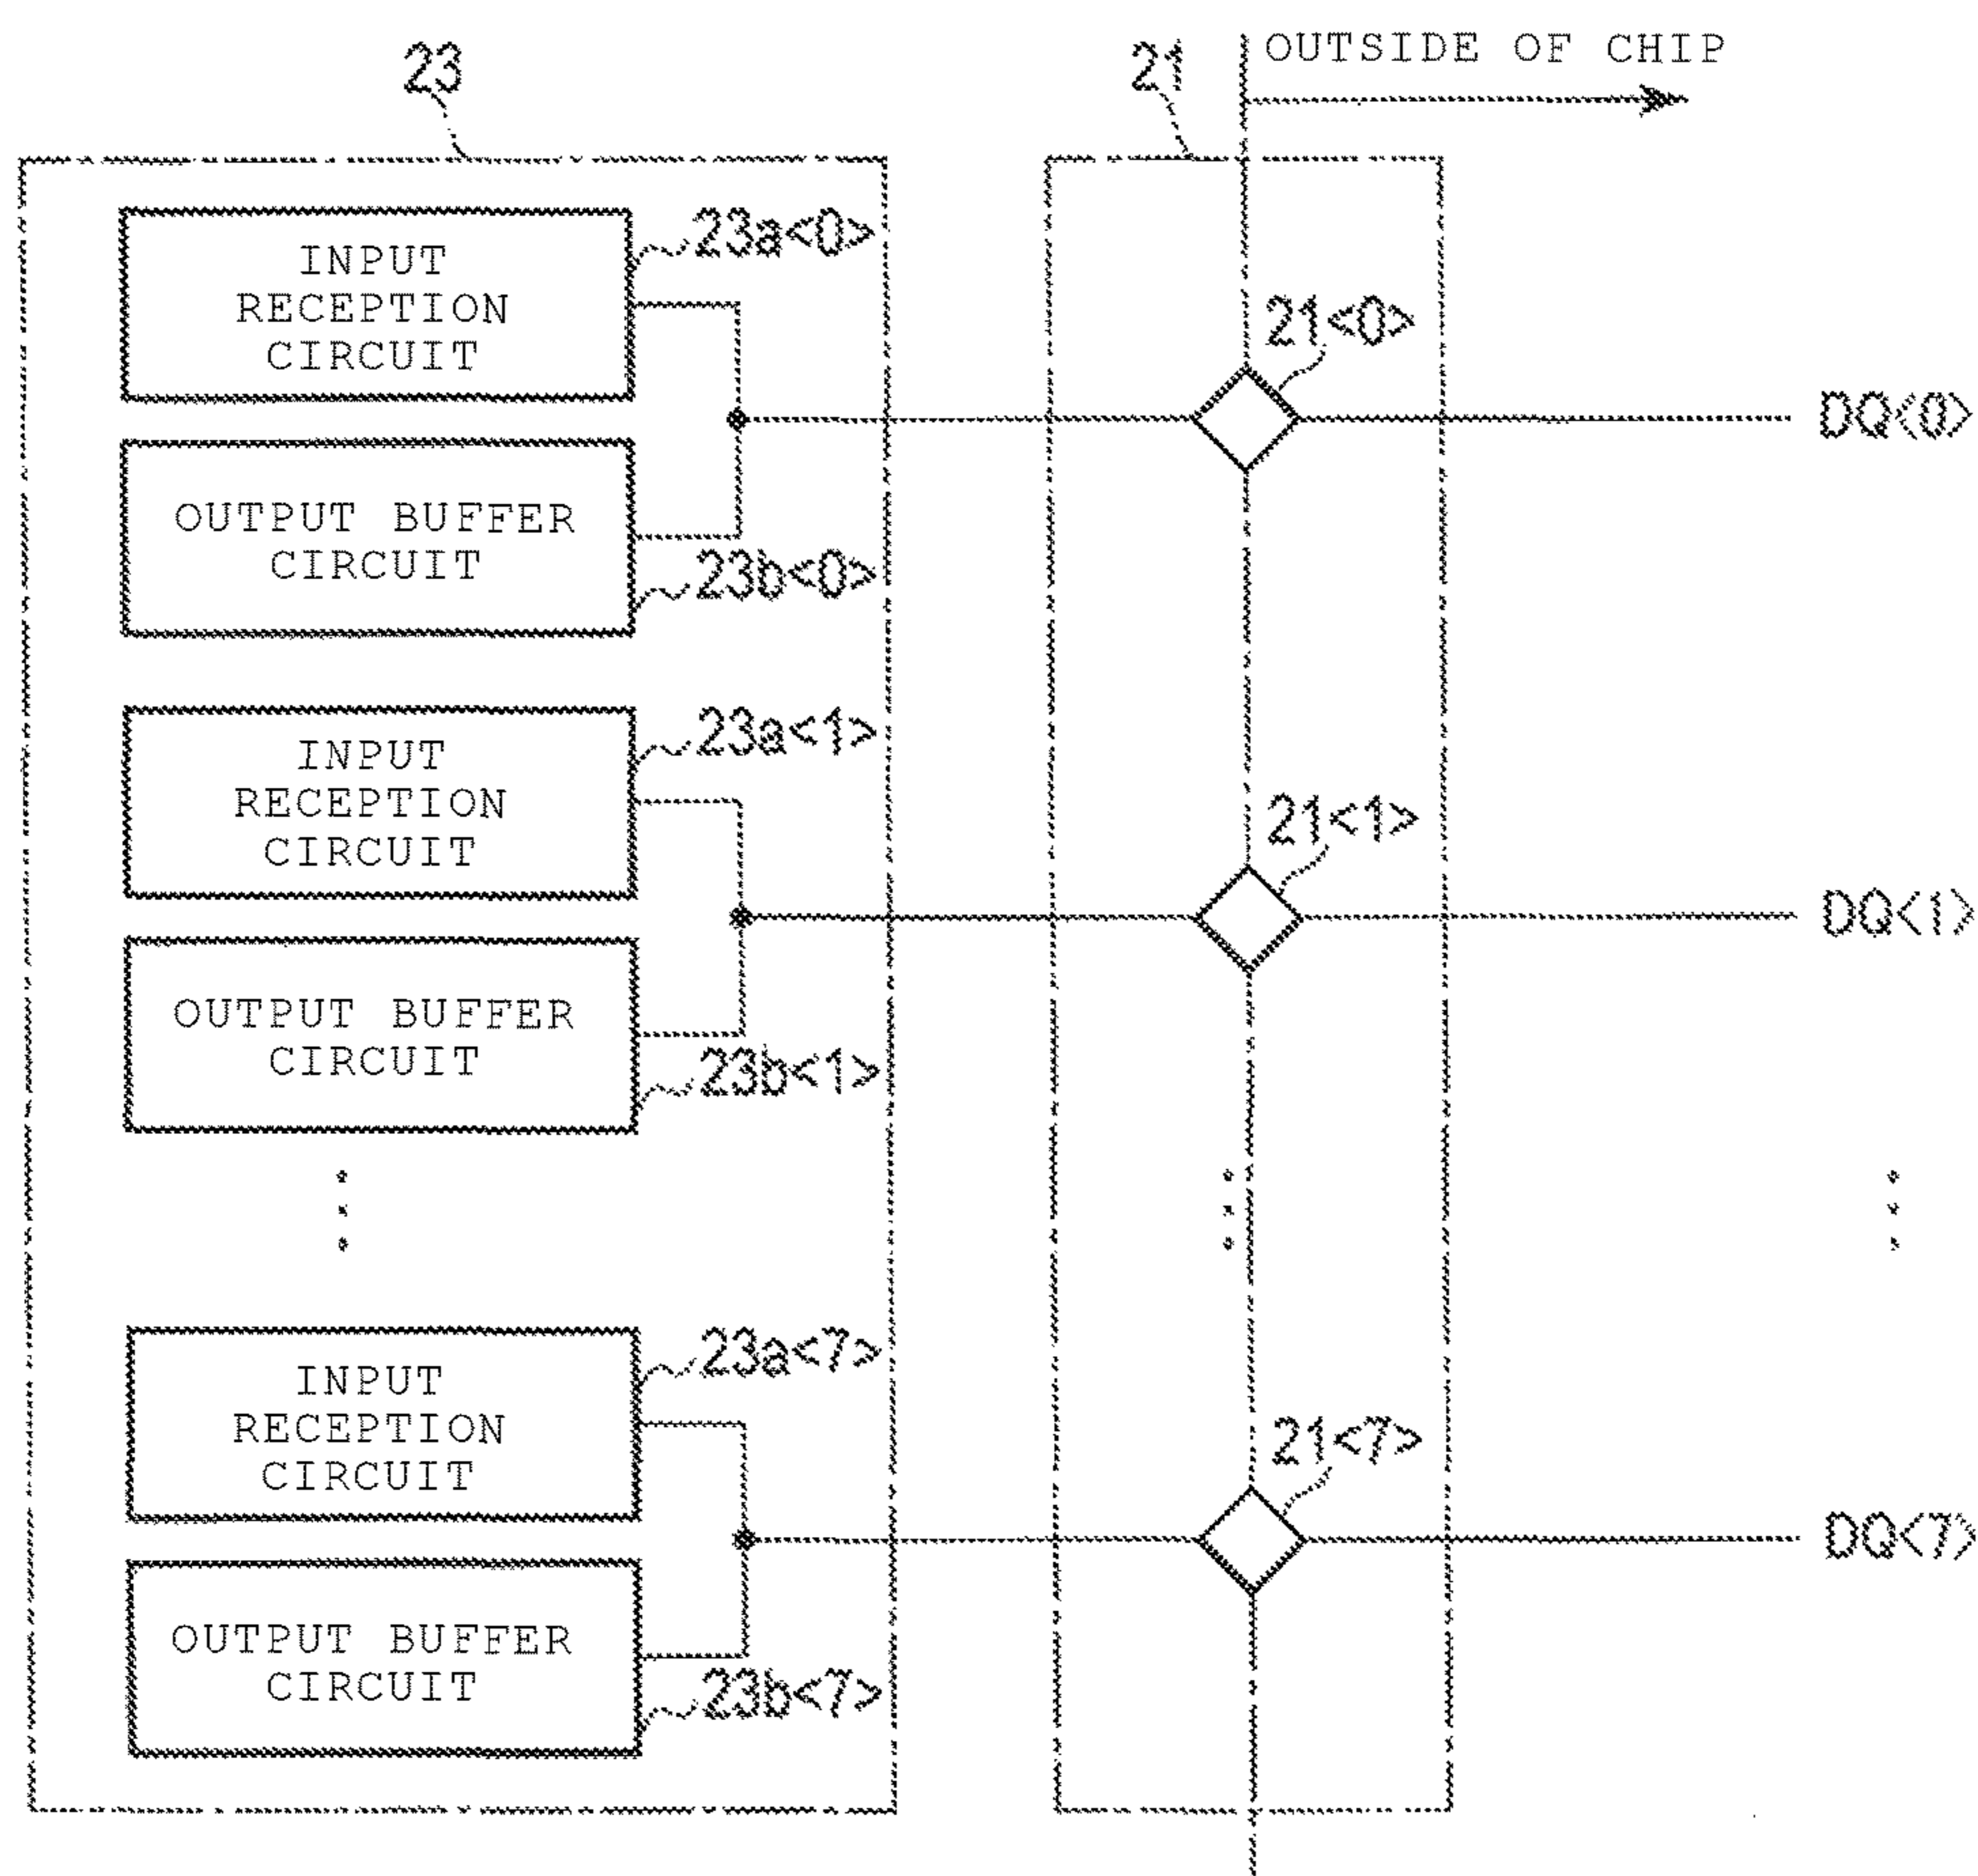 23
21
OUTSIDE OF CHIP
INPUT
RECEPTION
CIRCUIT
23a<0>
21<0>
DQ<0>
OUTPUT BUFFER
CIRCUIT
23b<0>
INPUT
RECEPTION
CIRCUIT
23a<1>
21<1>
DQ<1>
OUTPUT BUFFER
CIRCUIT
23b<1>
INPUT
RECEPTION
CIRCUIT
23a<7>
21<7>
DQ<7>
OUTPUT BUFFER
CIRCUIT
23b<7>